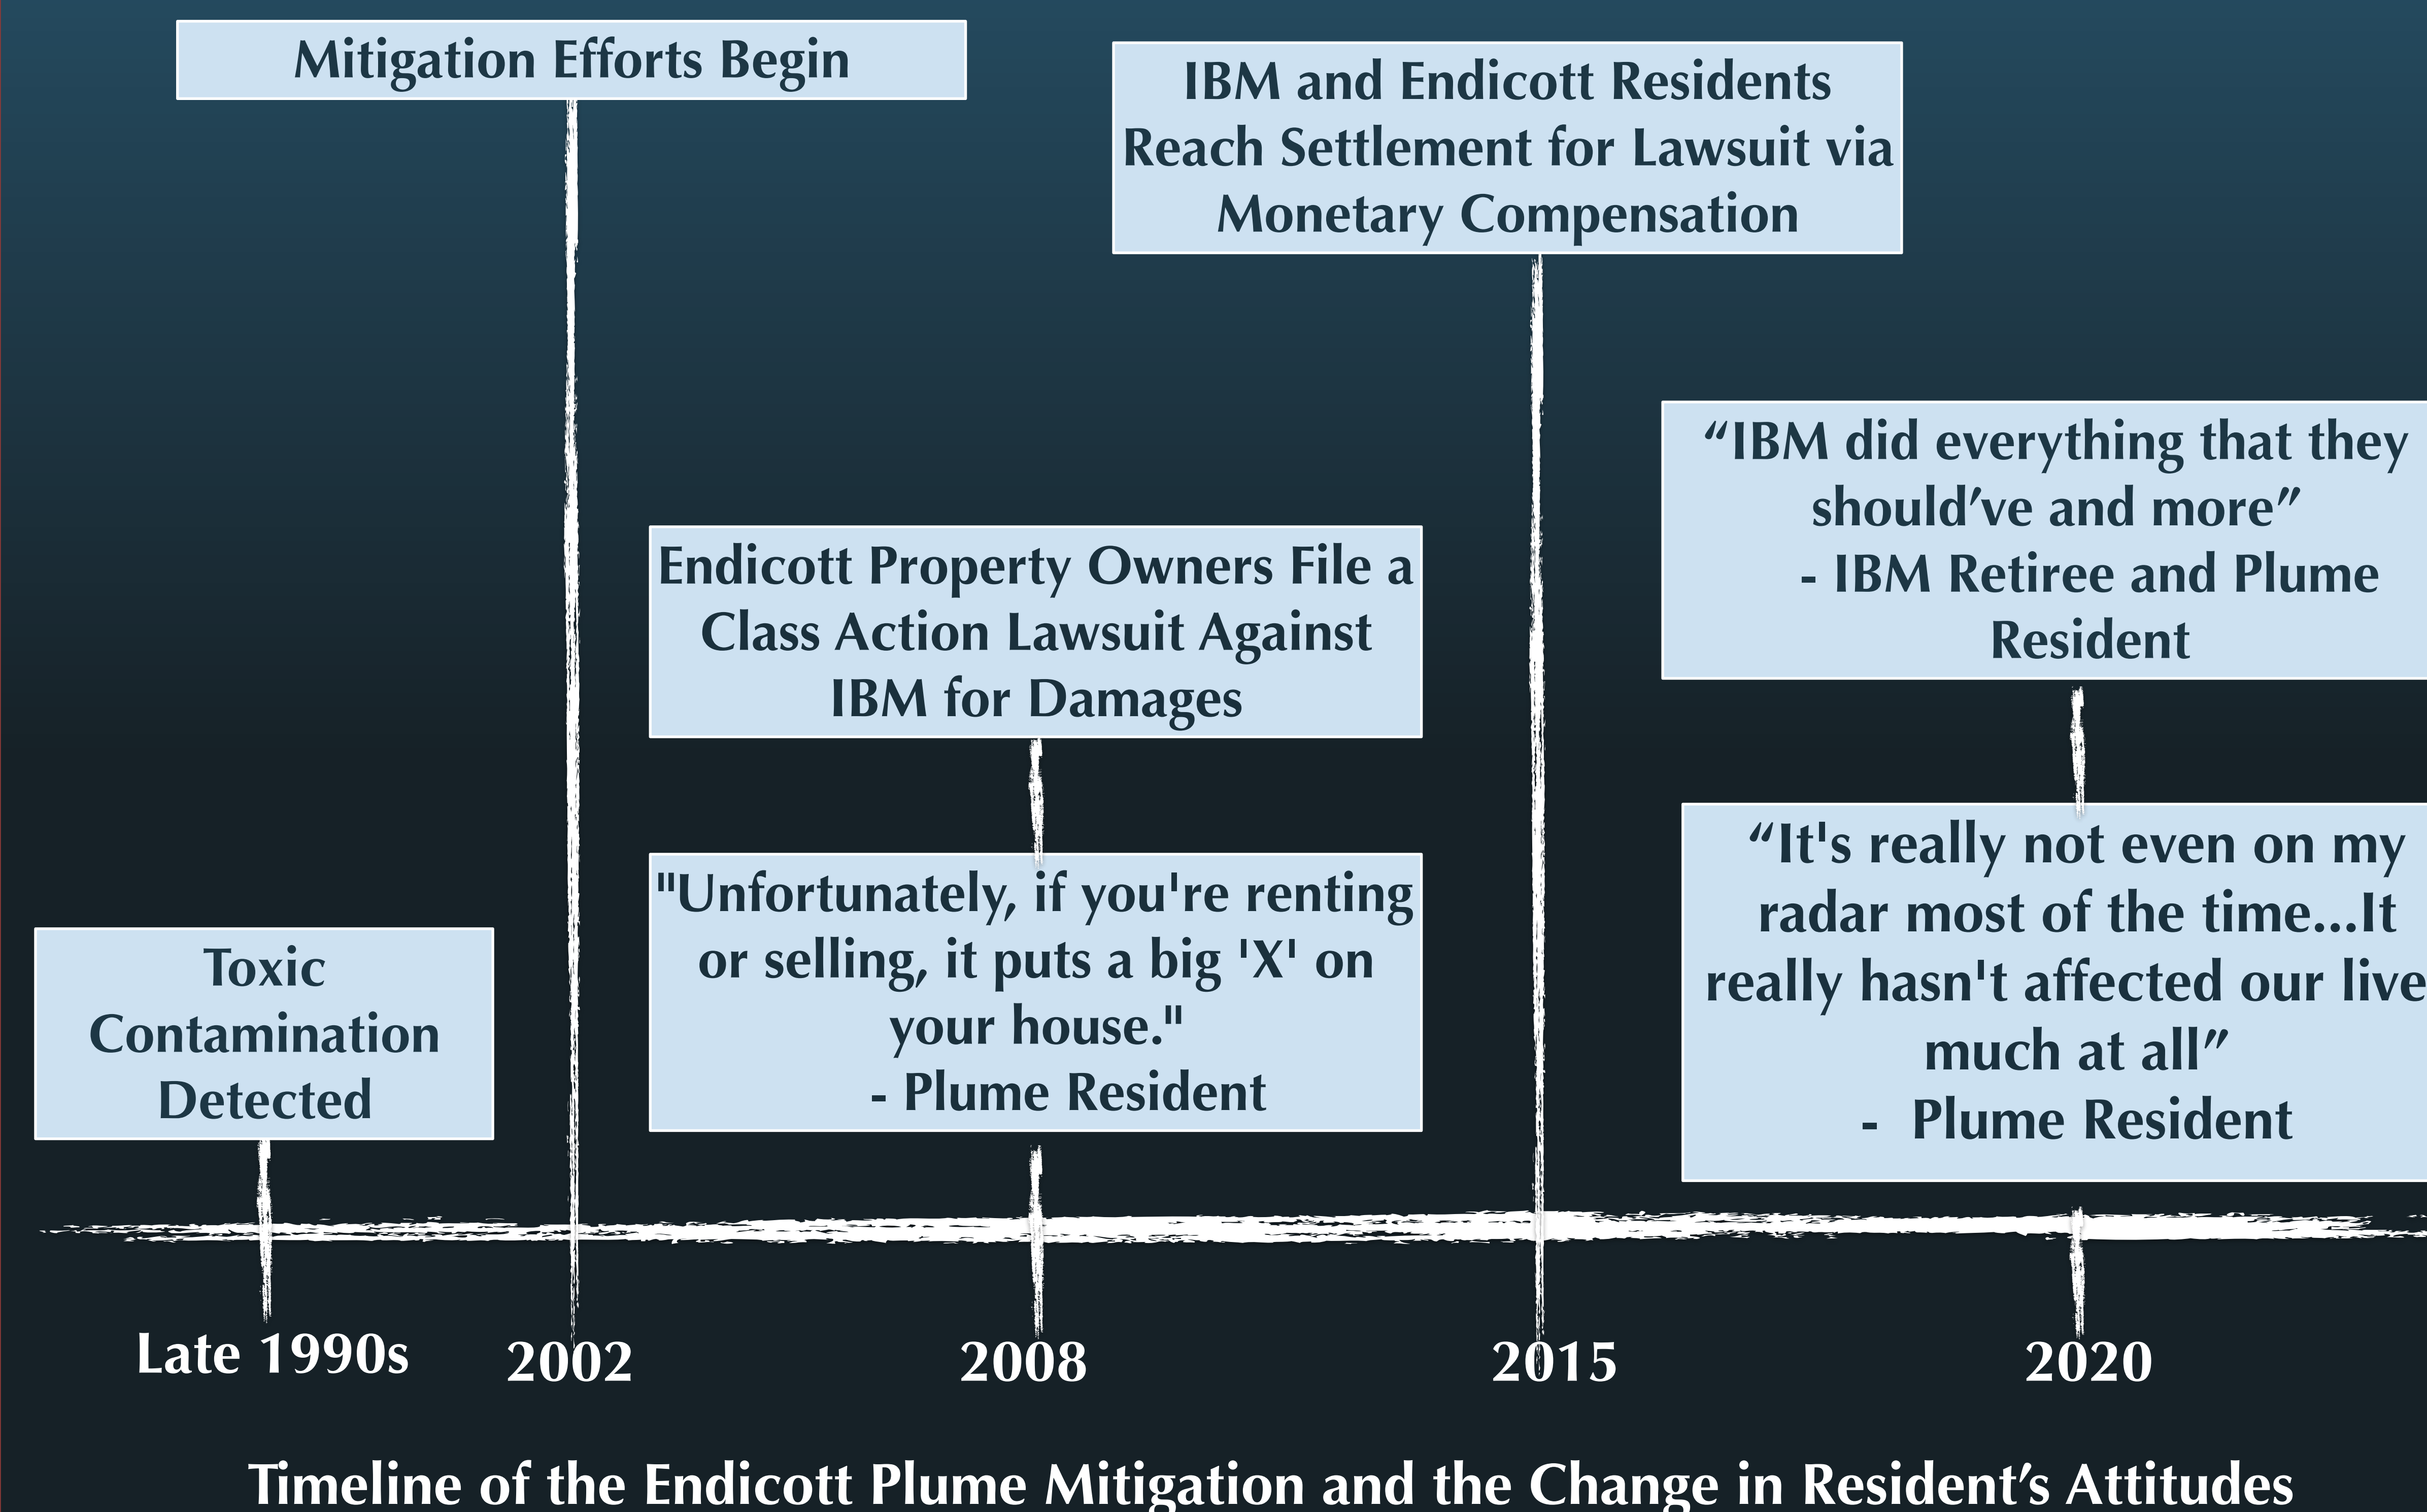 Mitigation Efforts Begin
IBM and Endicott Residents
Reach Settlement for Lawsuit via
Monetary Compensation
“IBM did everything that they
should’ve and more”
- IBM Retiree and Plume
Resident
Endicott Property Owners File a
Class Action Lawsuit Against
IBM for Damages
"Unfortunately, if you're renting
or selling, it puts a big 'X' on
your house."
- Plume Resident
“It's really not even on my
radar most of the time...It
really hasn't affected our live
much at all”
- Plume Resident
Toxic
Contamination
Detected
Late 1990s
2002
2008
2015
2020
Timeline of the Endicott Plume Mitigation and the Change in Resident’s Attitudes